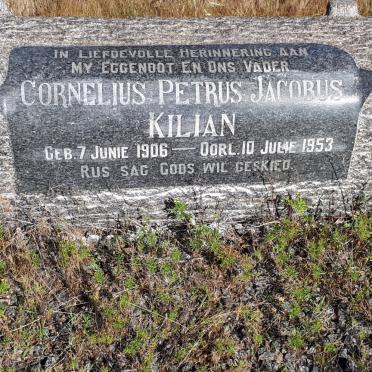 In Liefdevolle Herinnering aan
My Eggenoot En Ons Vader
Cornelius Petrus Jacobus
Kilian
Geb. 7 Junie 1906 — Oorl. 10 Julie 1953
Rus sag Gods wil geskied.